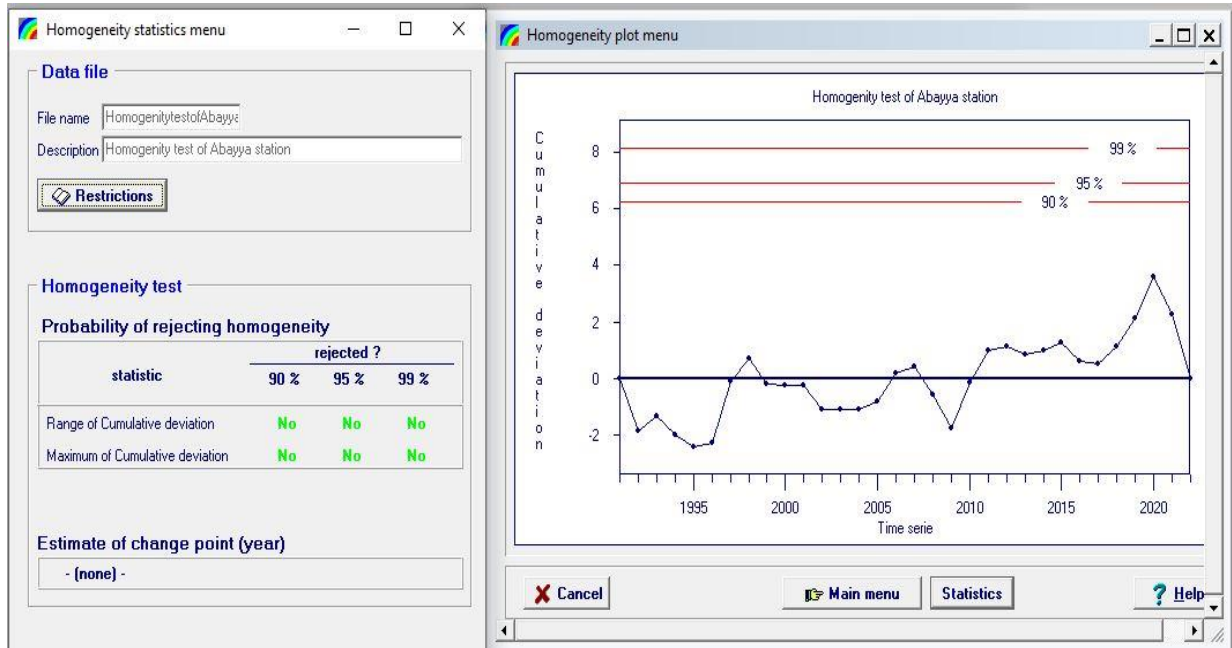 Homogeneity statistics menu
Data file
File name HomogenitytestofAbayya
Description Homogenity test of Abayya station
Restrictions
Homogeneity test
Probability of rejecting homogeneity
rejected ?
statistic 90 % 95 % 99 %
Range of Cumulative deviation No No No
Maximum of Cumulative deviation No No No
Estimate of change point (year)
- (none) -
Homogeneity plot menu
Homogenity test of Abayya station
Cumulative deviation
8
6
4
2
0
-2
99 %
95 %
90 %
1995 2000 2005 2010 2015 2020
Time serie
Cancel Main menu Statistics Help